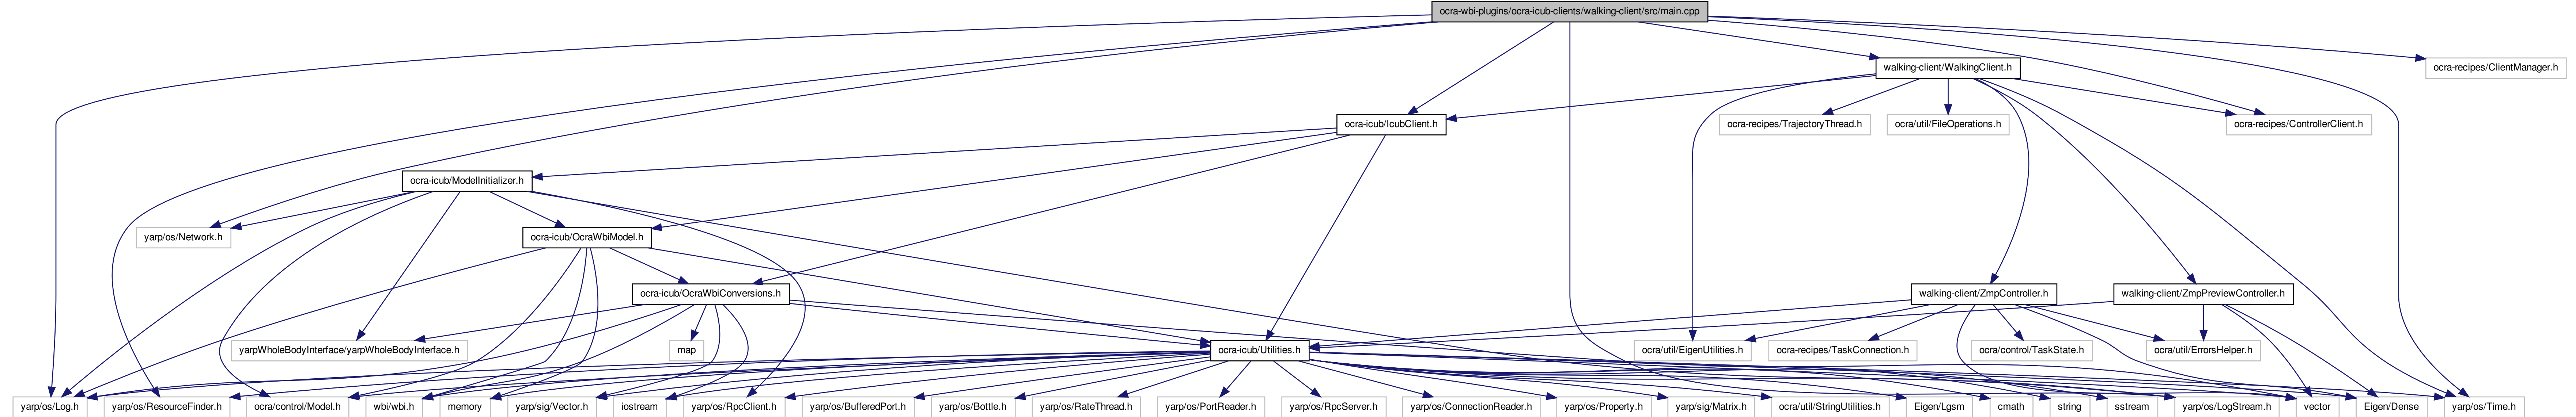 ocra-wbi-plugins/ocra-icub-clients/walking-client/src/main.cpp
walking-client/WalkingClient.h
ocra-recipes/ClientManager.h
ocra-icub/IcubClient.h
ocra-recipes/TrajectoryThread.h
ocra/util/FileOperations.h
ocra-recipes/ControllerClient.h
ocra-icub/ModelInitializer.h
yarp/os/Network.h
ocra-icub/OcraWbiModel.h
ocra-icub/OcraWbiConversions.h
walking-client/ZmpController.h
walking-client/ZmpPreviewController.h
yarpWholeBodyInterface/yarpWholeBodyInterface.h
map
ocra-icub/Utilities.h
ocra/util/EigenUtilities.h
ocra-recipes/TaskConnection.h
ocra/control/TaskState.h
ocra/util/ErrorsHelper.h
yarp/os/Log.h
yarp/os/ResourceFinder.h
ocra/control/Model.h
wbi/wbi.h
memory
yarp/sig/Vector.h
iostream
yarp/os/RpcClient.h
yarp/os/BufferedPort.h
yarp/os/Bottle.h
yarp/os/RateThread.h
yarp/os/PortReader.h
yarp/os/RpcServer.h
yarp/os/ConnectionReader.h
yarp/os/Property.h
yarp/sig/Matrix.h
ocra/util/StringUtilities.h
Eigen/Lgsm
cmath
string
sstream
yarp/os/LogStream.h
vector
Eigen/Dense
yarp/os/Time.h